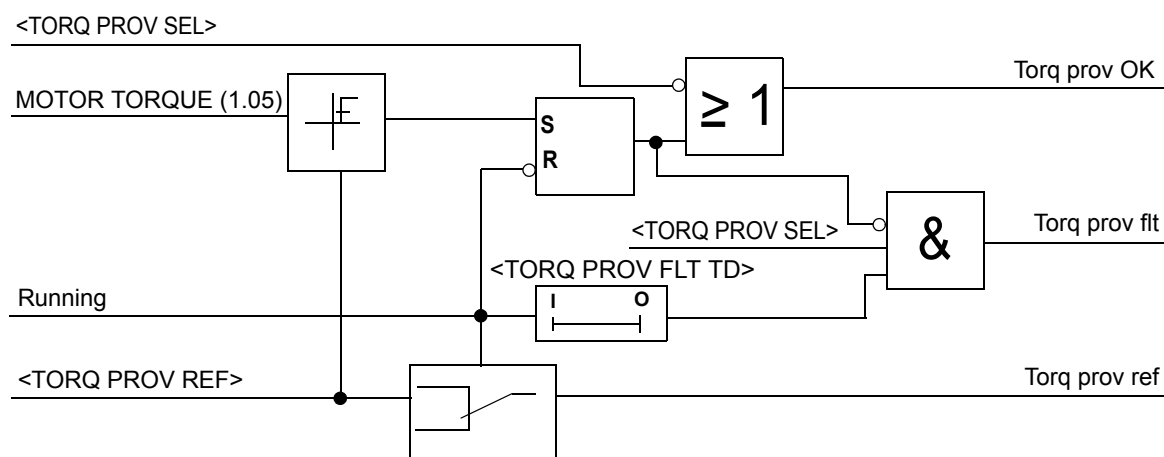 <TORQ PROV SEL>
Torq prov OK
MOTOR TORQUE (1.05)
≥ 1
S
R
<TORQ PROV SEL>
&
Torq prov flt
<TORQ PROV FLT TD>
Running
I O
<TORQ PROV REF>
Torq prov ref